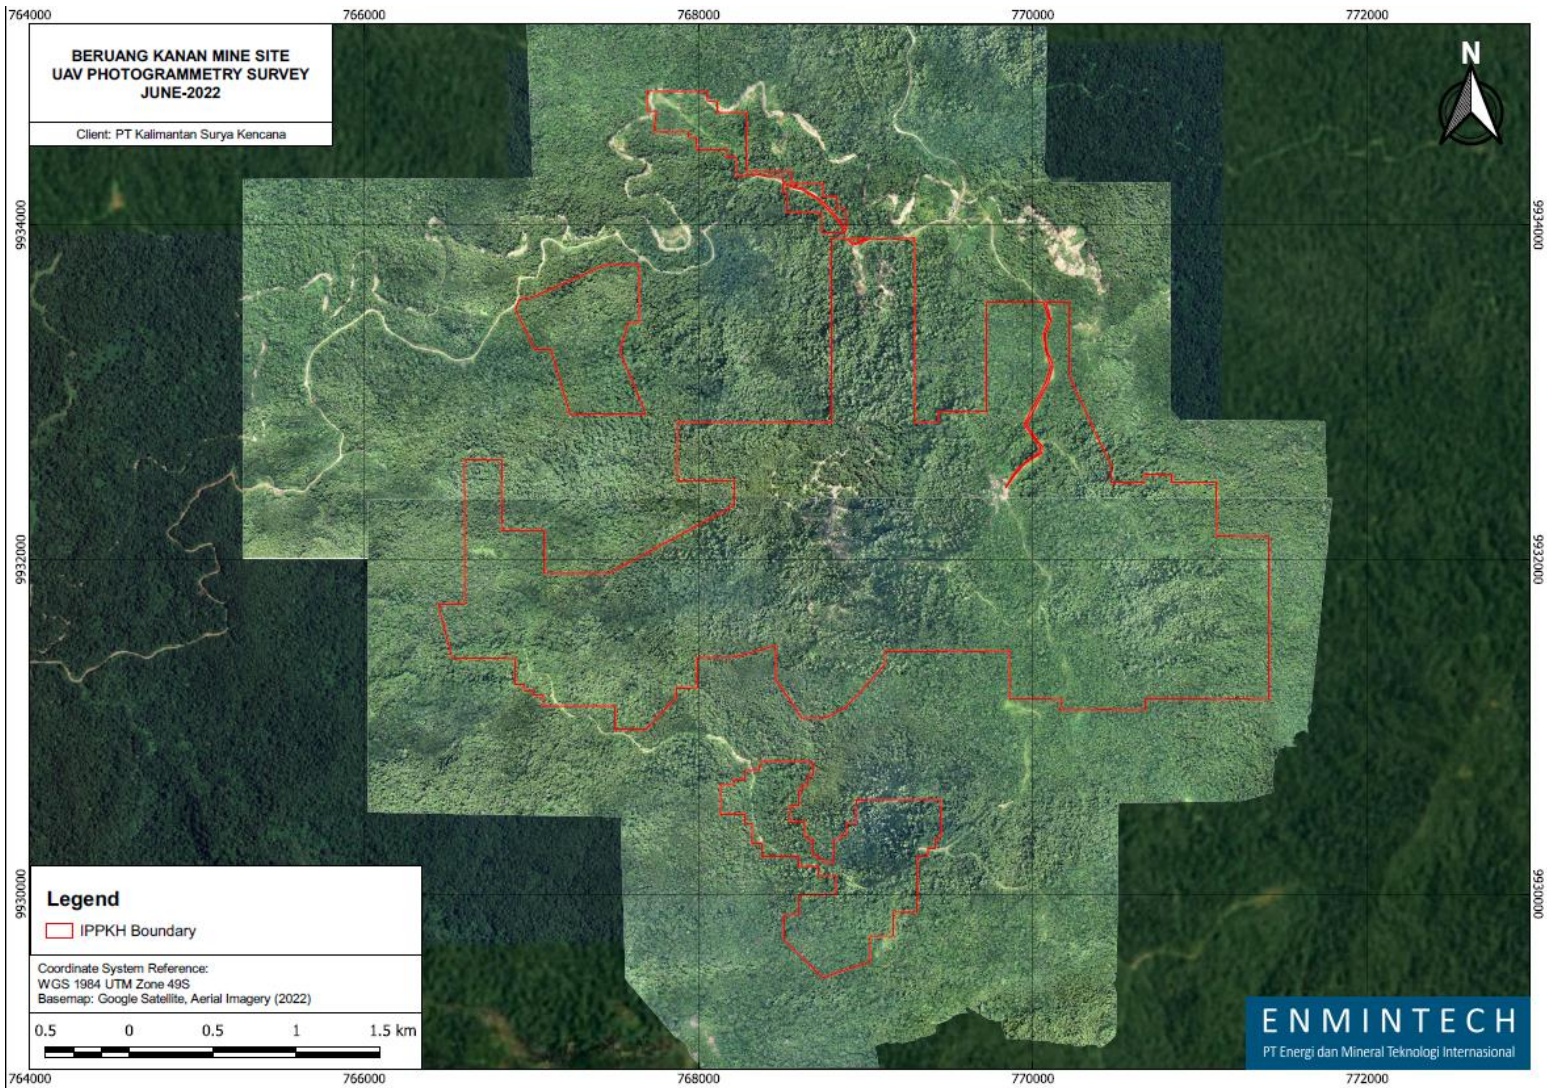 764000
766000
768000
770000
772000
BERUANG KANAN MINE SITE
UAV PHOTOGRAMMETRY SURVEY
JUNE-2022
Client: PT Kalimantan Surya Kencana
N
9934000
9934000
9932000
9932000
9930000
9930000
Legend
IPPKH Boundary
Coordinate System Reference:
WGS 1984 UTM Zone 49S
Basemap: Google Satellite, Aerial Imagery (2022)
0.5 0 0.5 1 1.5 km
ENMINTECH
PT Energi dan Mineral Teknologi Internasional
764000
766000
768000
770000
772000